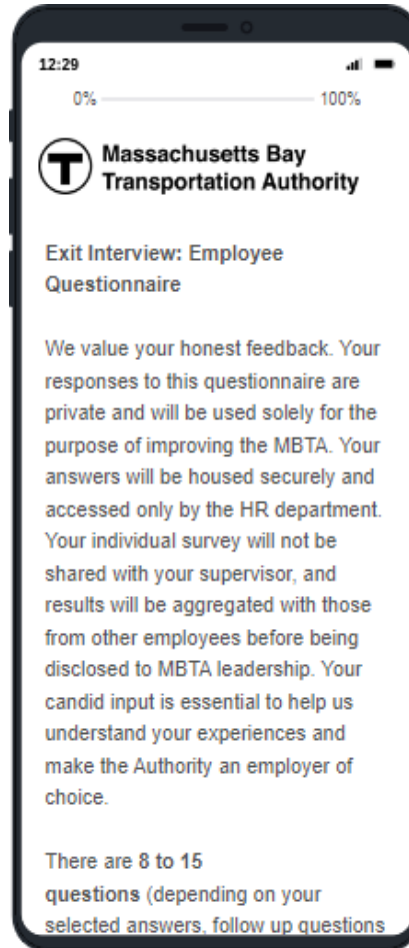 12:29
0% 100%
T Massachusetts Bay
Transportation Authority
Exit Interview: Employee
Questionnaire
We value your honest feedback. Your
responses to this questionnaire are
private and will be used solely for the
purpose of improving the MBTA. Your
answers will be housed securely and
accessed only by the HR department.
Your individual survey will not be
shared with your supervisor, and
results will be aggregated with those
from other employees before being
disclosed to MBTA leadership. Your
candid input is essential to help us
understand your experiences and
make the Authority an employer of
choice.
There are 8 to 15
questions (depending on your
selected answers, follow up questions